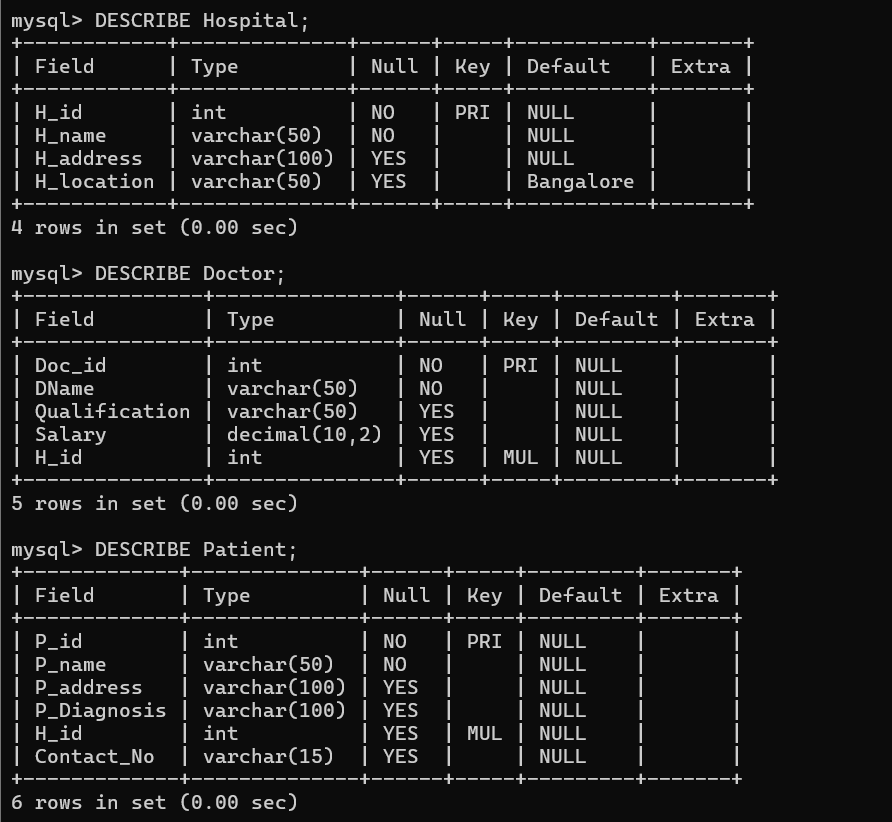 mysql> DESCRIBE Hospital;
+------------+--------------+------+-----+-----------+-------+
| Field      | Type         | Null | Key | Default   | Extra |
+------------+--------------+------+-----+-----------+-------+
| H_id       | int          | NO   | PRI | NULL      |       |
| H_name     | varchar(50)  | NO   |     | NULL      |       |
| H_address  | varchar(100) | YES  |     | NULL      |       |
| H_location | varchar(50)  | YES  |     | Bangalore |       |
+------------+--------------+------+-----+-----------+-------+
4 rows in set (0.00 sec)

mysql> DESCRIBE Doctor;
+---------------+---------------+------+-----+---------+-------+
| Field         | Type          | Null | Key | Default | Extra |
+---------------+---------------+------+-----+---------+-------+
| Doc_id        | int           | NO   | PRI | NULL    |       |
| DName         | varchar(50)   | NO   |     | NULL    |       |
| Qualification | varchar(50)   | YES  |     | NULL    |       |
| Salary        | decimal(10,2) | YES  |     | NULL    |       |
| H_id          | int           | YES  | MUL | NULL    |       |
+---------------+---------------+------+-----+---------+-------+
5 rows in set (0.00 sec)

mysql> DESCRIBE Patient;
+-------------+--------------+------+-----+---------+-------+
| Field       | Type         | Null | Key | Default | Extra |
+-------------+--------------+------+-----+---------+-------+
| P_id        | int          | NO   | PRI | NULL    |       |
| P_name      | varchar(50)  | NO   |     | NULL    |       |
| P_address   | varchar(100) | YES  |     | NULL    |       |
| P_Diagnosis | varchar(100) | YES  |     | NULL    |       |
| H_id        | int          | YES  | MUL | NULL    |       |
| Contact_No  | varchar(15)  | YES  |     | NULL    |       |
+-------------+--------------+------+-----+---------+-------+
6 rows in set (0.00 sec)